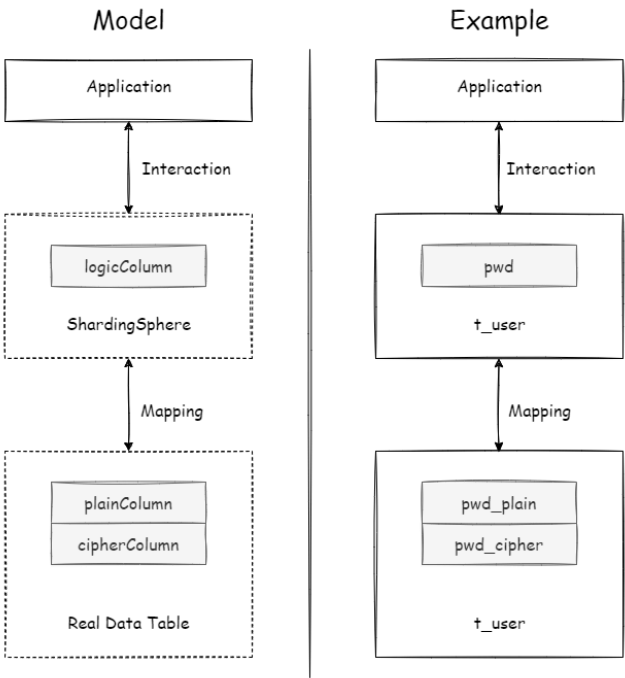 Model
Application
Interaction
logicColumn
ShardingSphere
Mapping
plainColumn
cipherColumn
Real Data Table
Example
Application
Interaction
pwd
t_user
Mapping
pwd_plain
pwd_cipher
t_user